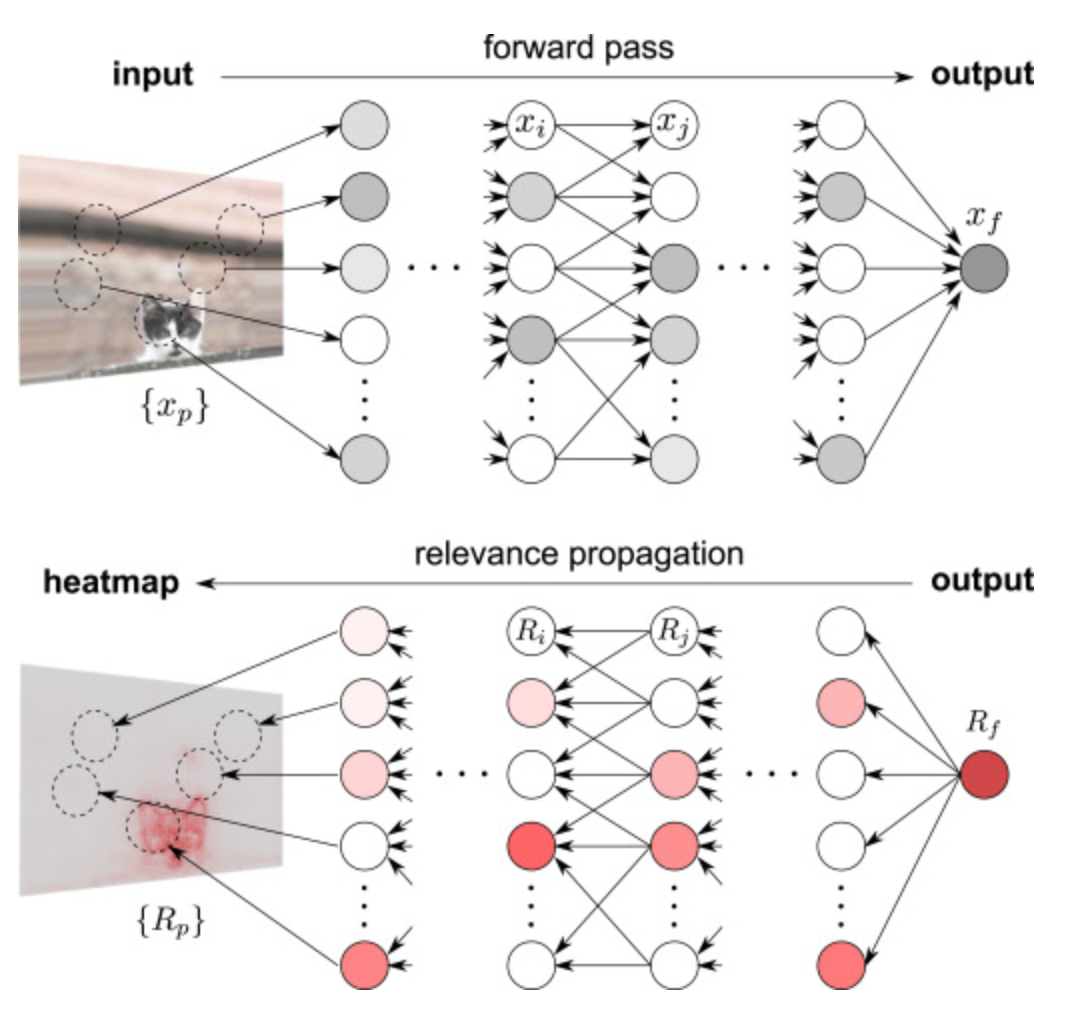 forward pass
input output
x_i x_j
x_f
{x_p}
relevance propagation
heatmap output
R_i R_j
R_f
{R_p}